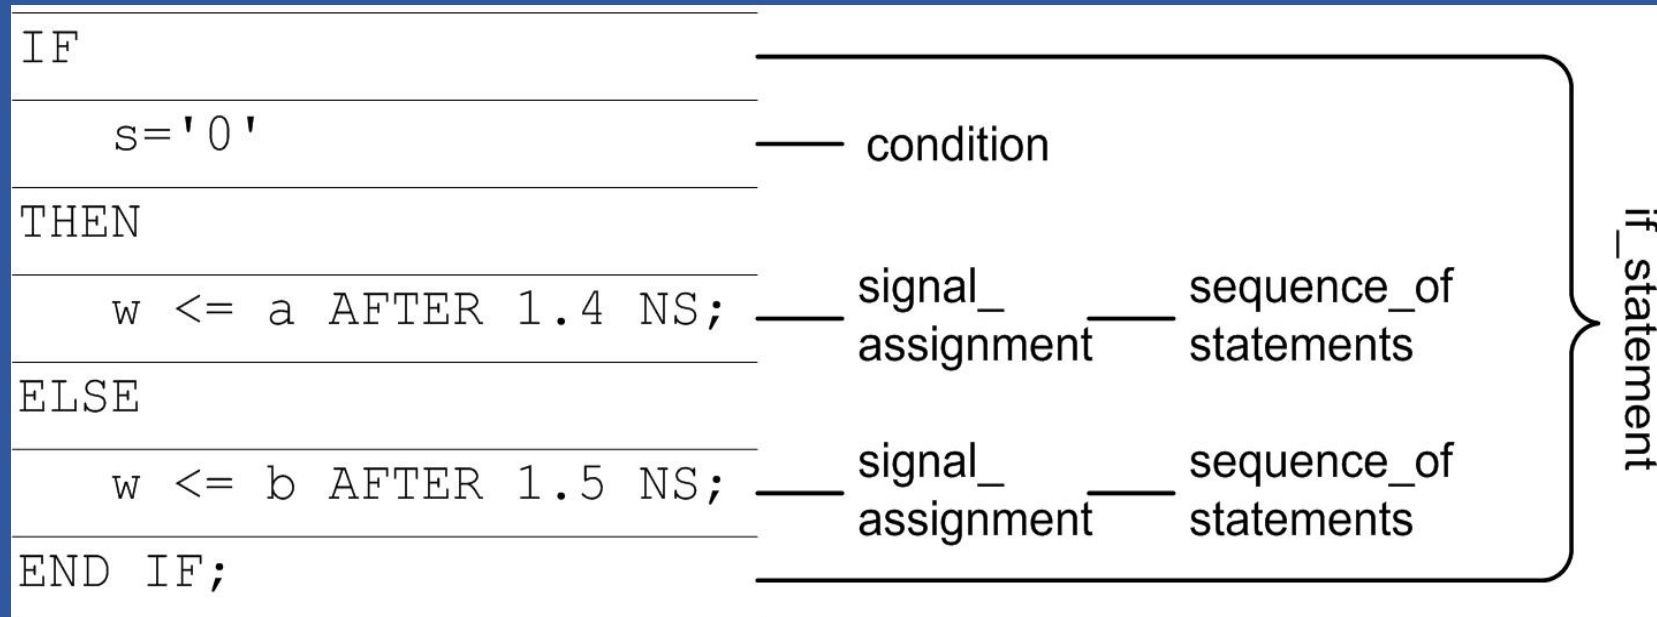 IF
s='0'
condition
THEN
w <= a AFTER 1.4 NS;
signal_
assignment
sequence_of
statements
ELSE
w <= b AFTER 1.5 NS;
signal_
assignment
sequence_of
statements
END IF;
if_statement